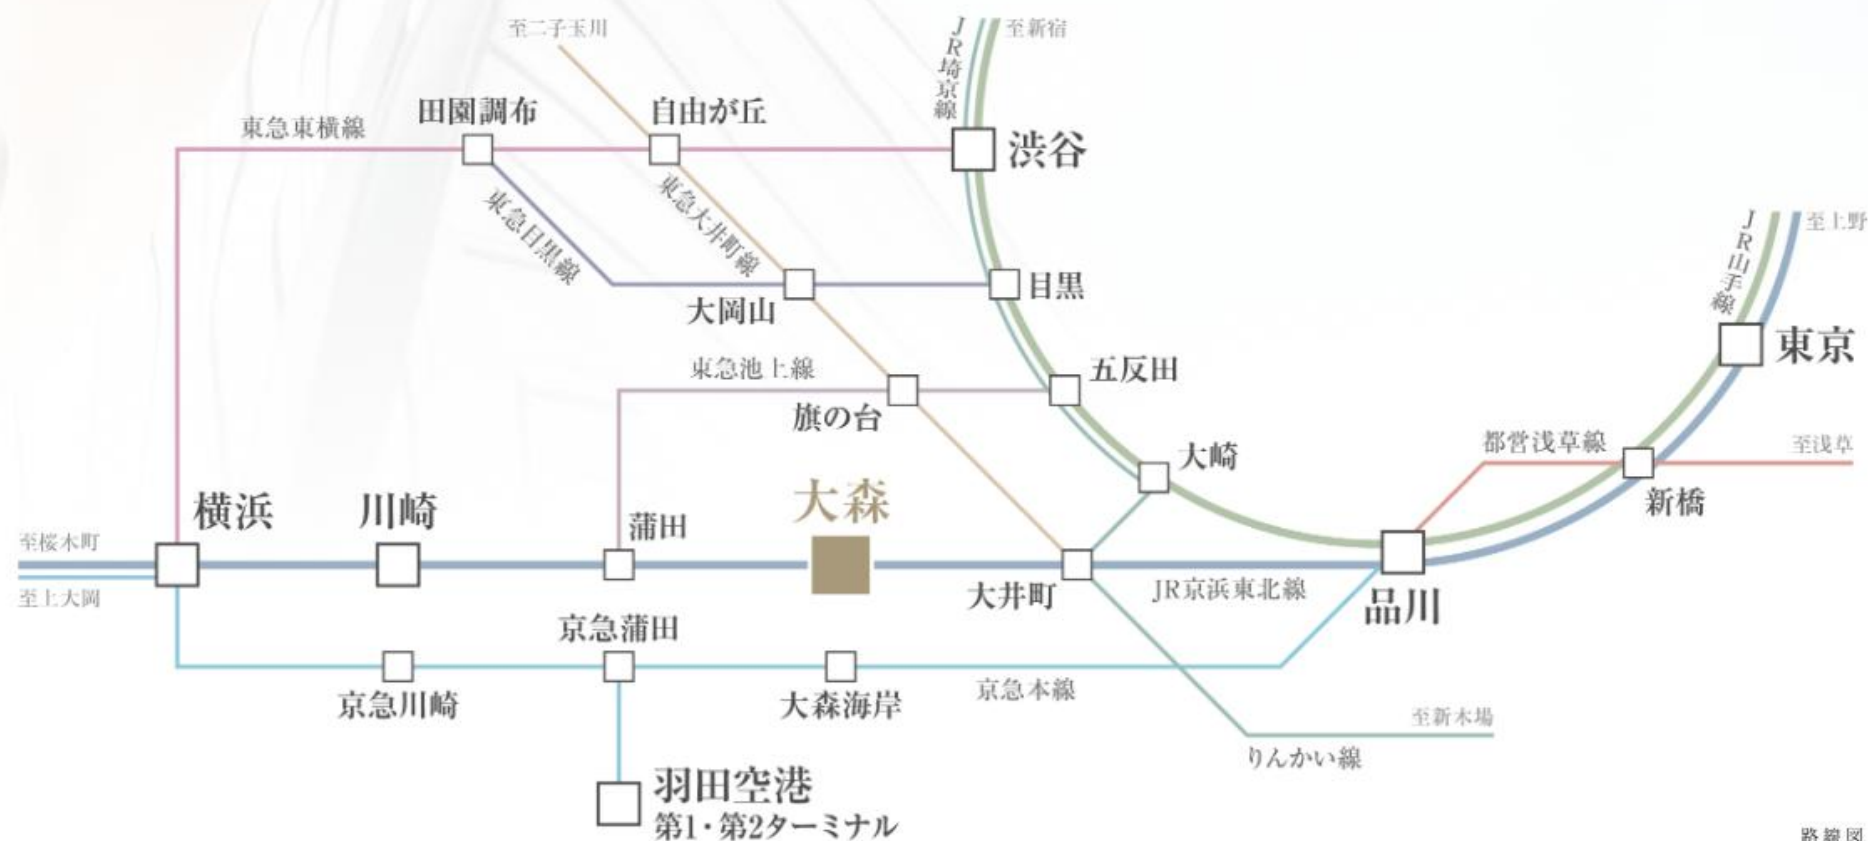 至二子玉川
JR埼京線
至新宿
東急東横線
田園調布
自由が丘
渋谷
東急目黒線
東急大井町線
JR山手線
至上野
大岡山
目黒
東京
東急池上線
五反田
旗の台
大崎
都営浅草線
至浅草
新橋
横浜
川崎
蒲田
大森
至桜木町
至上大岡
大井町
JR京浜東北線
品川
京急蒲田
京急川崎
大森海岸
京急本線
至新木場
りんかい線
羽田空港
第1・第2ターミナル
路線図